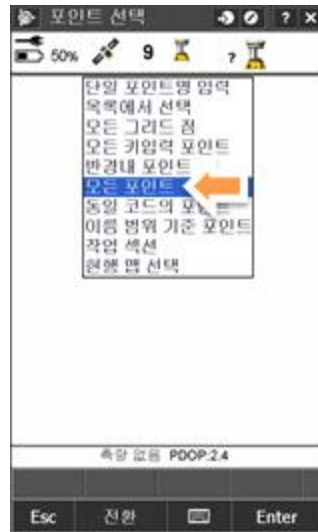 포인트 선택
? X
50% 9 ?
단일 포인트명 입력
목록에서 선택
모든 그리드 점
모든 키입력 포인트
반경내 포인트
모든 포인트
동일 코드의 포인트
이름 범위 기준 포인트
작업 섹션
현행 맵 선택
측량 없음 PDOP:2.4
Esc 전환 Enter